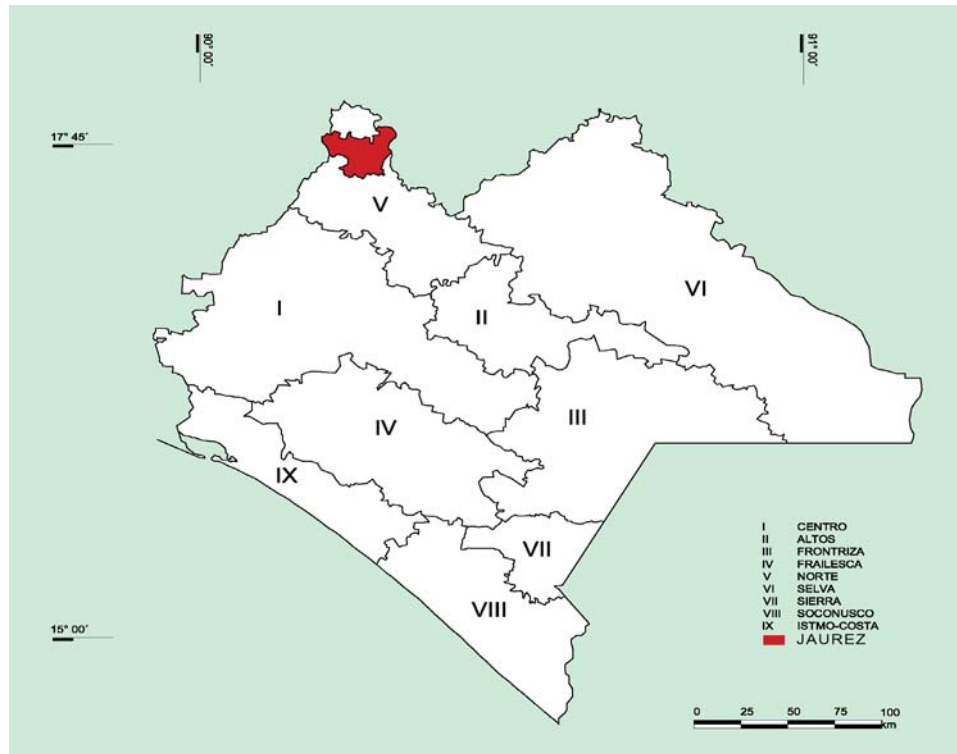 90° 00'
91° 00'
17° 45'
V
VI
I
II
III
IV
IX
VII
VIII
I CENTRO
II ALTOS
III FRONTRIZA
IV FRAILESCA
V NORTE
VI SELVA
VII SIERRA
VIII SOCONUSCO
IX ISTMO-COSTA
JAUREZ
15° 00'
0 25 50 75 100
km